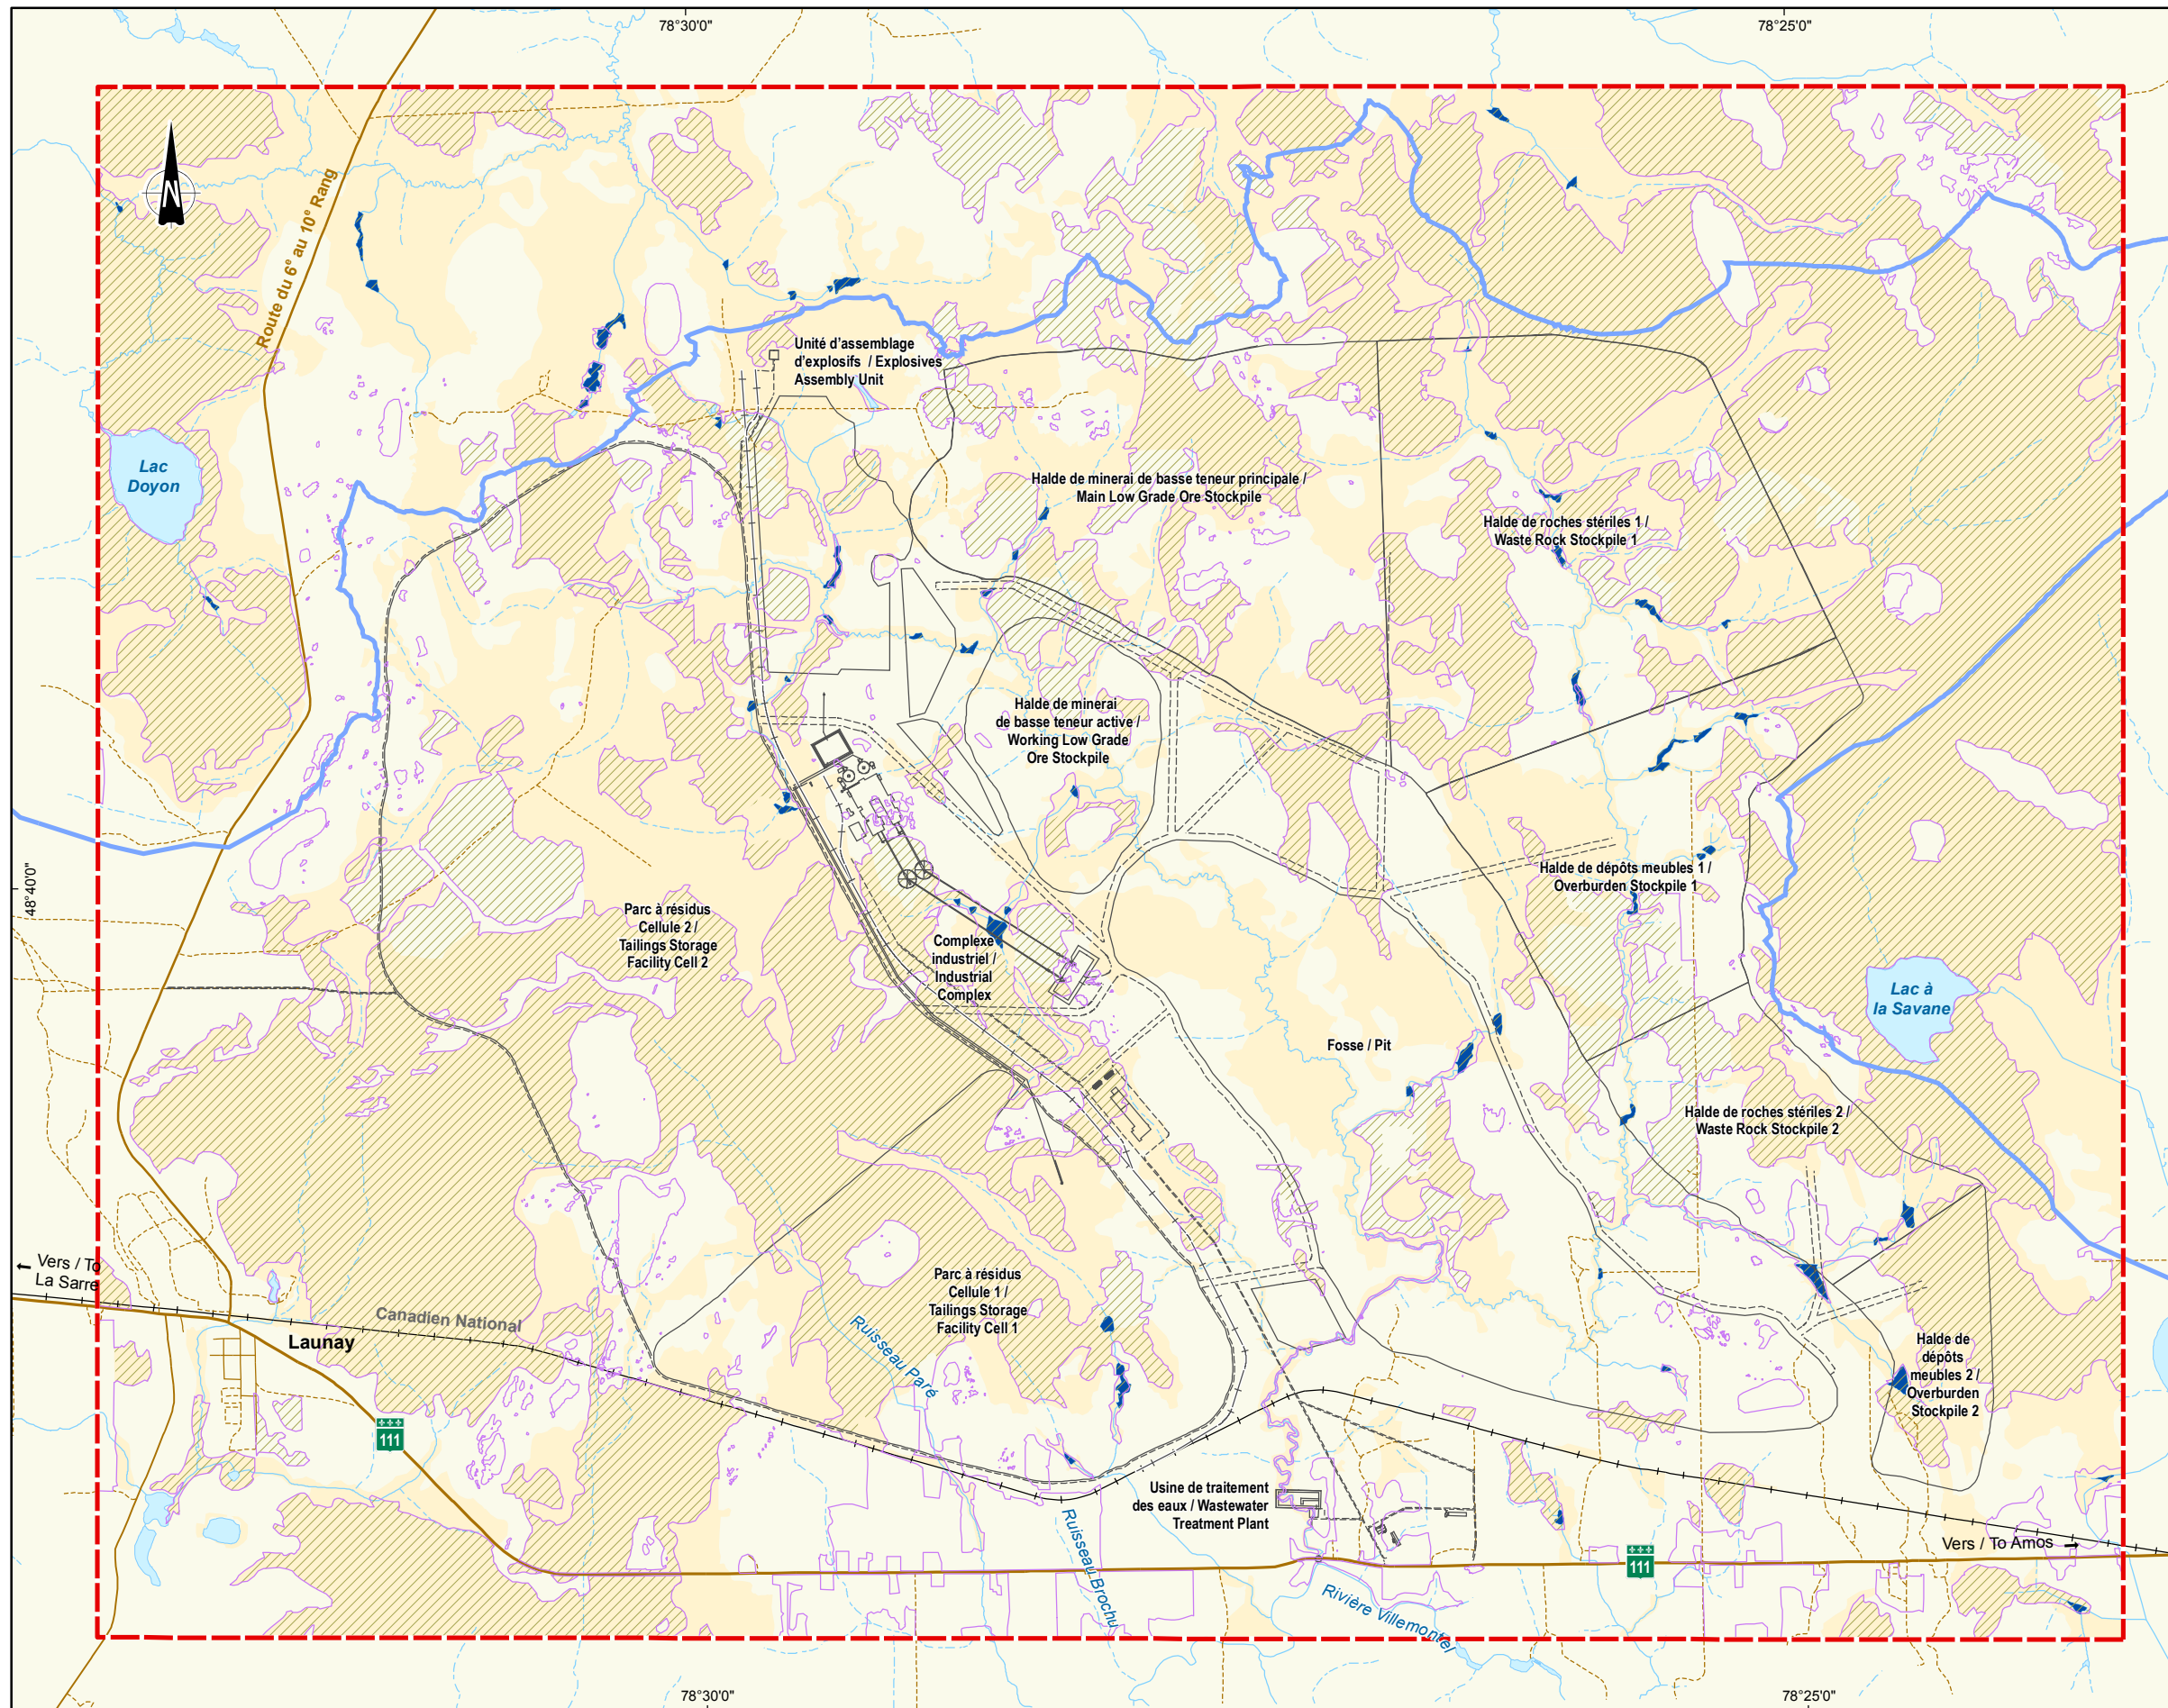 78°30'0"
78°25'0"
N
Route du 6e au 10e Rang
Unité d'assemblage
d'explosifs / Explosives
Assembly Unit
Lac
Doyon
Halde de minerai de basse teneur principale /
Main Low Grade Ore Stockpile
Halde de roches stériles 1 /
Waste Rock Stockpile 1
Halde de minerai
de basse teneur active /
Working Low Grade
Ore Stockpile
48°40'0"
Halde de dépôts meubles 1 /
Overburden Stockpile 1
Parc à résidus
Cellule 2 /
Tailings Storage
Facility Cell 2
Complexe
industriel /
Industrial
Complex
Lac à
la Savane
Fosse / Pit
Halde de roches stériles 2 /
Waste Rock Stockpile 2
Vers / To
La Sarre
Canadien National
Launay
Parc à résidus
Cellule 1 /
Tailings Storage
Facility Cell 1
Ruisseau Paré
Halde de
dépôts
meubles 2 /
Overburden
Stockpile 2
111
Usine de traitement
des eaux / Wastewater
Treatment Plant
Ruisseau Brochu
Rivière Villemontel
111
Vers / To Amos
78°30'0"
78°25'0"